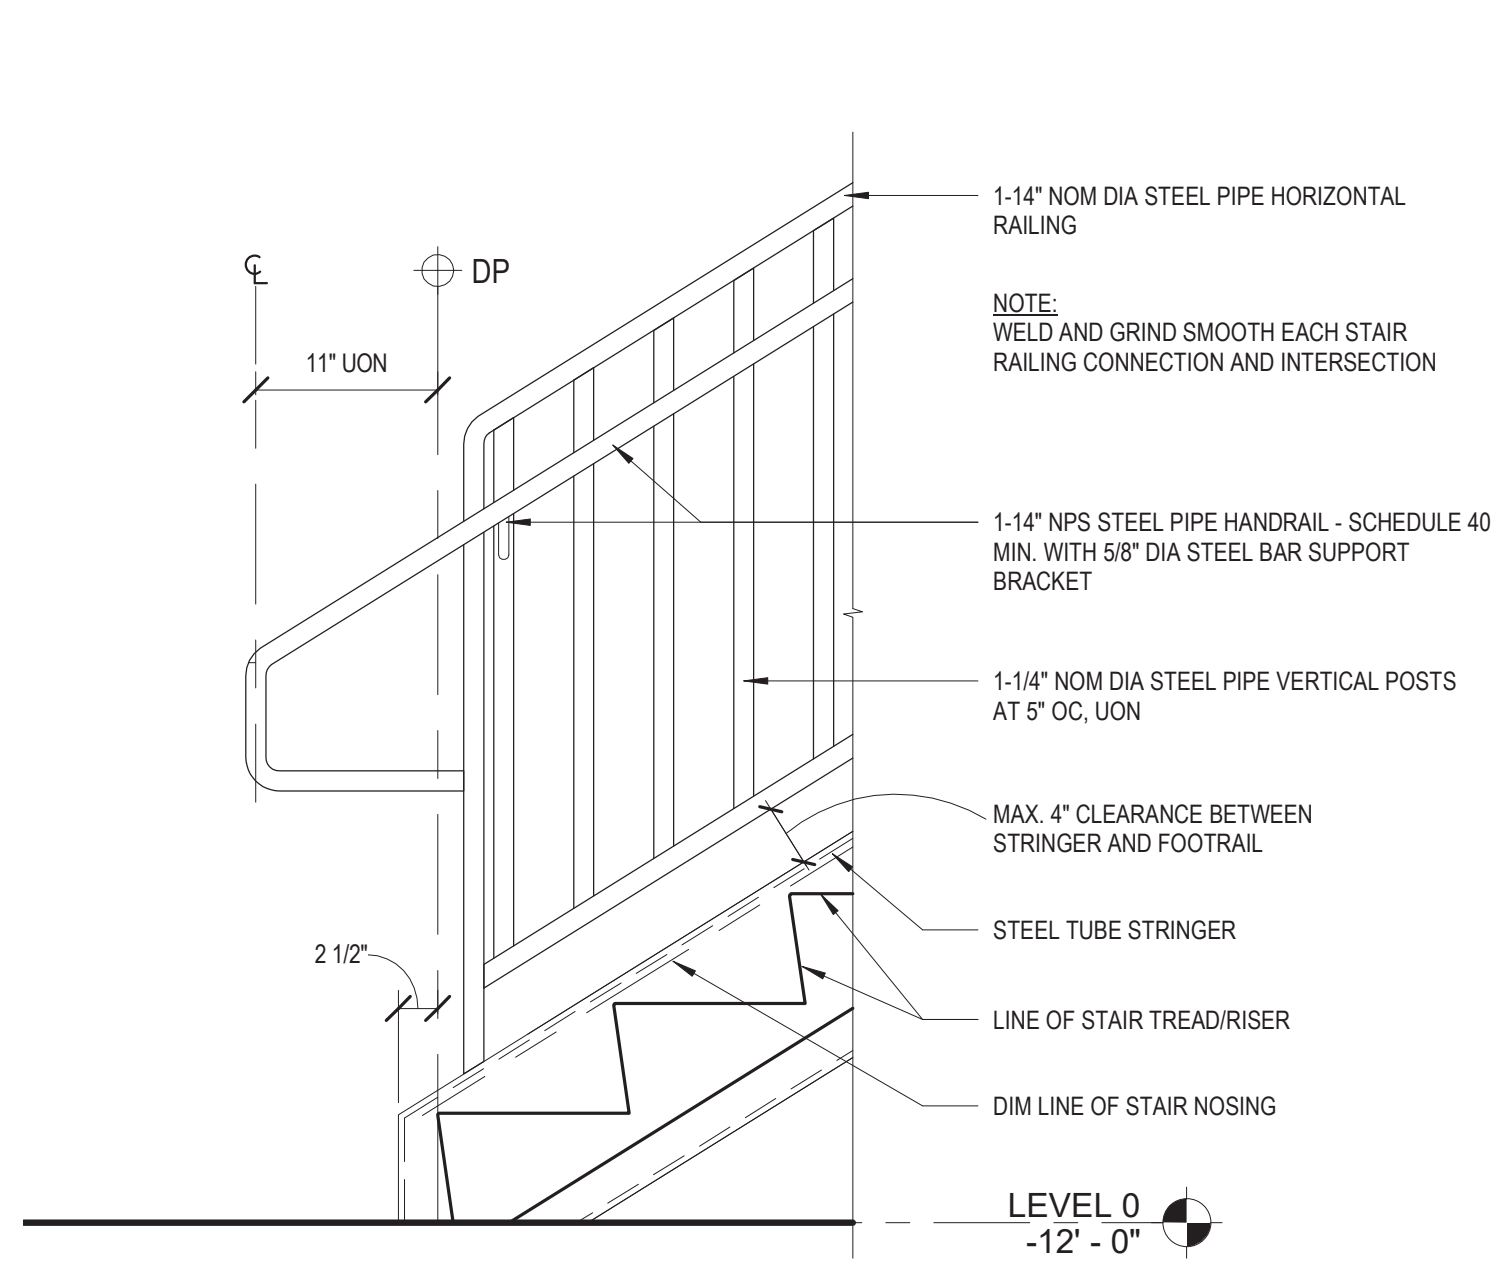 1-14" NOM DIA STEEL PIPE HORIZONTAL
RAILING
℄
DP
NOTE:
WELD AND GRIND SMOOTH EACH STAIR
RAILING CONNECTION AND INTERSECTION
11" UON
1-14" NPS STEEL PIPE HANDRAIL - SCHEDULE 40
MIN. WITH 5/8" DIA STEEL BAR SUPPORT
BRACKET
1-1/4" NOM DIA STEEL PIPE VERTICAL POSTS
AT 5" OC, UON
MAX. 4" CLEARANCE BETWEEN
STRINGER AND FOOTRAIL
STEEL TUBE STRINGER
2 1/2"
LINE OF STAIR TREAD/RISER
DIM LINE OF STAIR NOSING
LEVEL 0
-12' - 0"